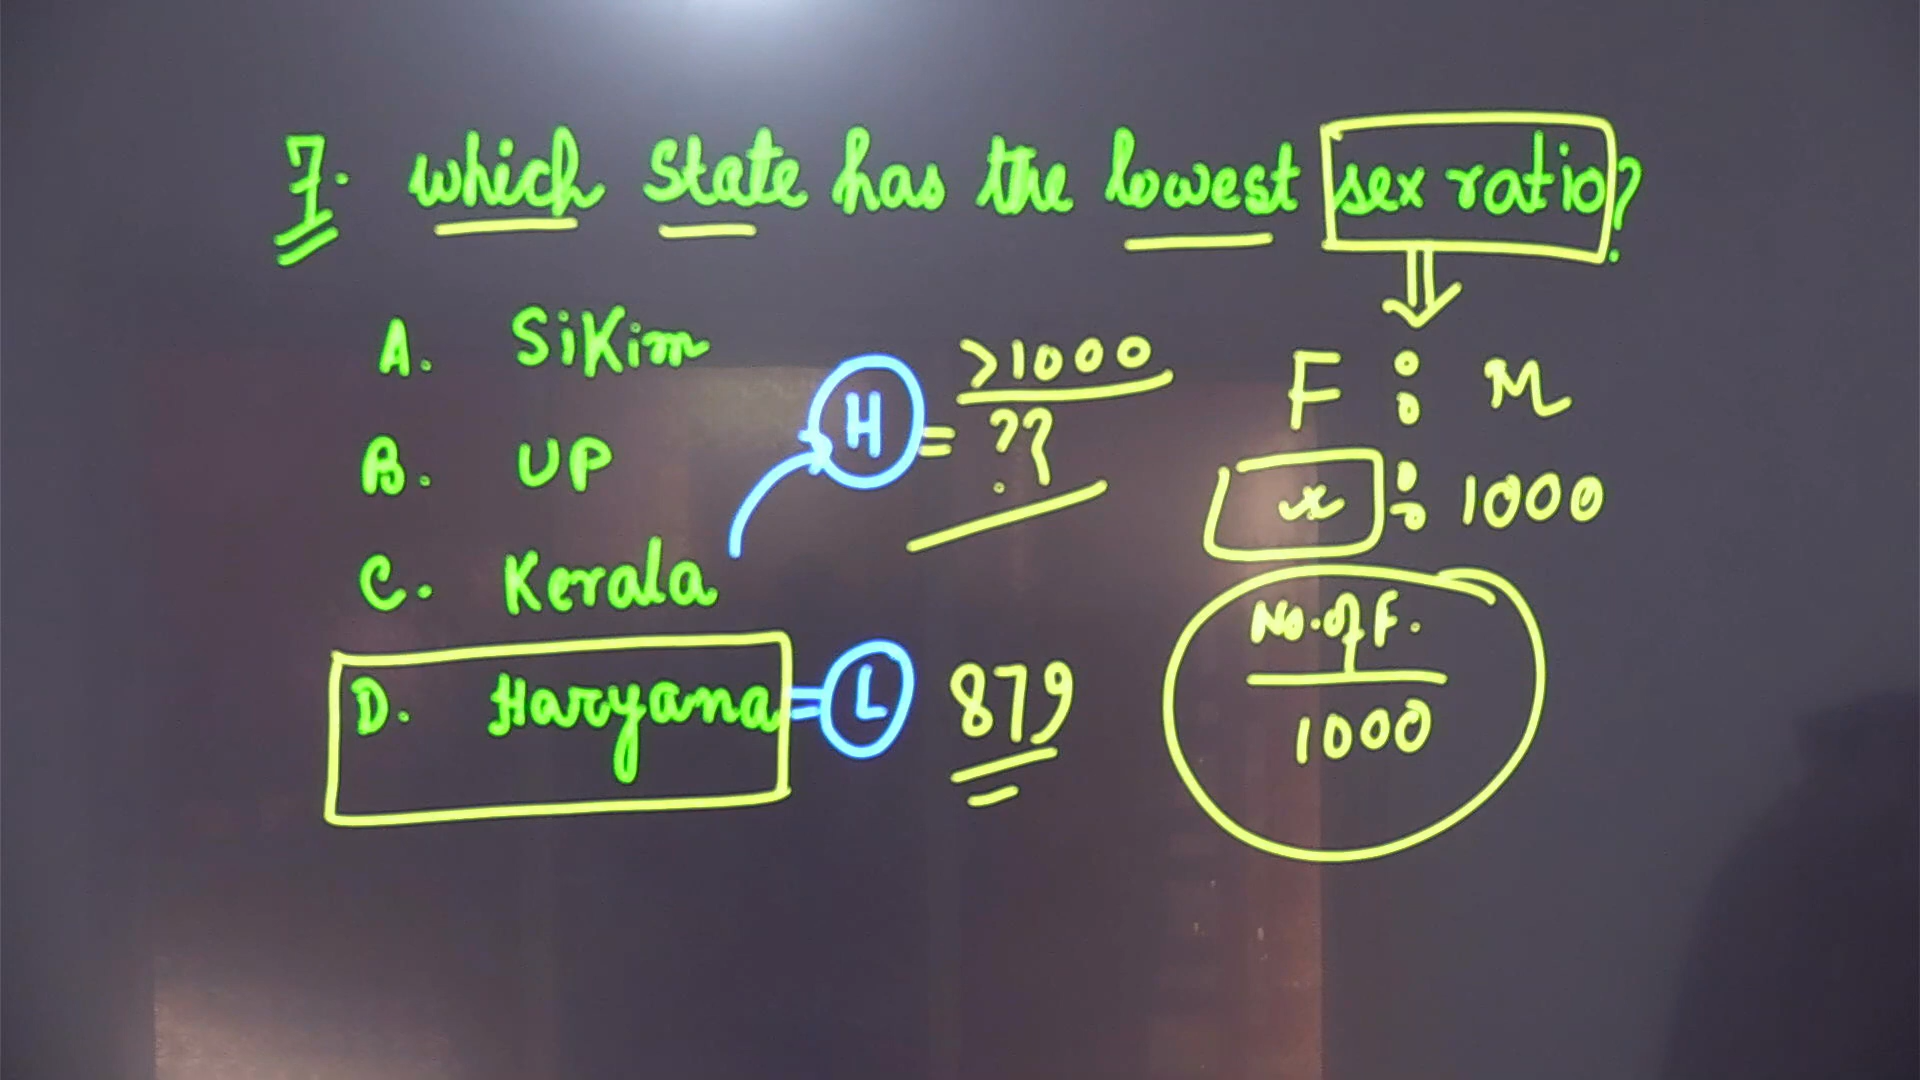 7. which state has the lowest sex ratio?
A. SiKim
B. UP
C. Kerala
D. Haryana
H = >1000
??
= L 879
F : M
x : 1000
No. of F.
1000